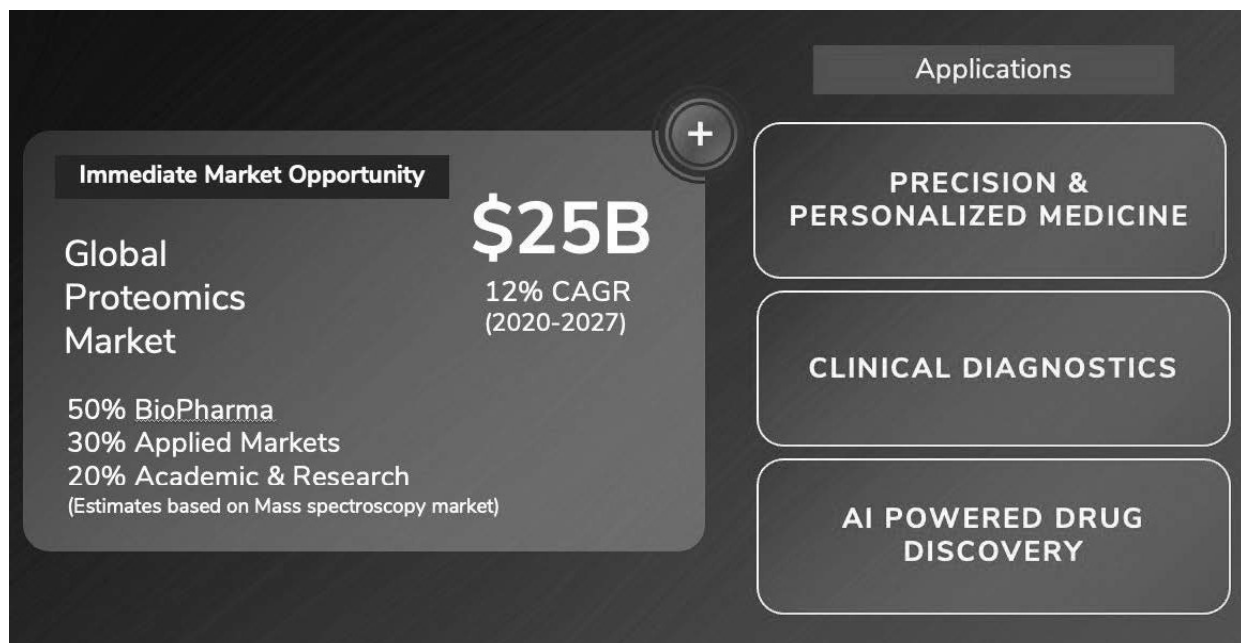 Immediate Market Opportunity
$25B
12% CAGR
(2020-2027)
Global
Proteomics
Market
50% BioPharma
30% Applied Markets
20% Academic & Research
(Estimates based on Mass spectroscopy market)
+
Applications
PRECISION &
PERSONALIZED MEDICINE
CLINICAL DIAGNOSTICS
AI POWERED DRUG
DISCOVERY